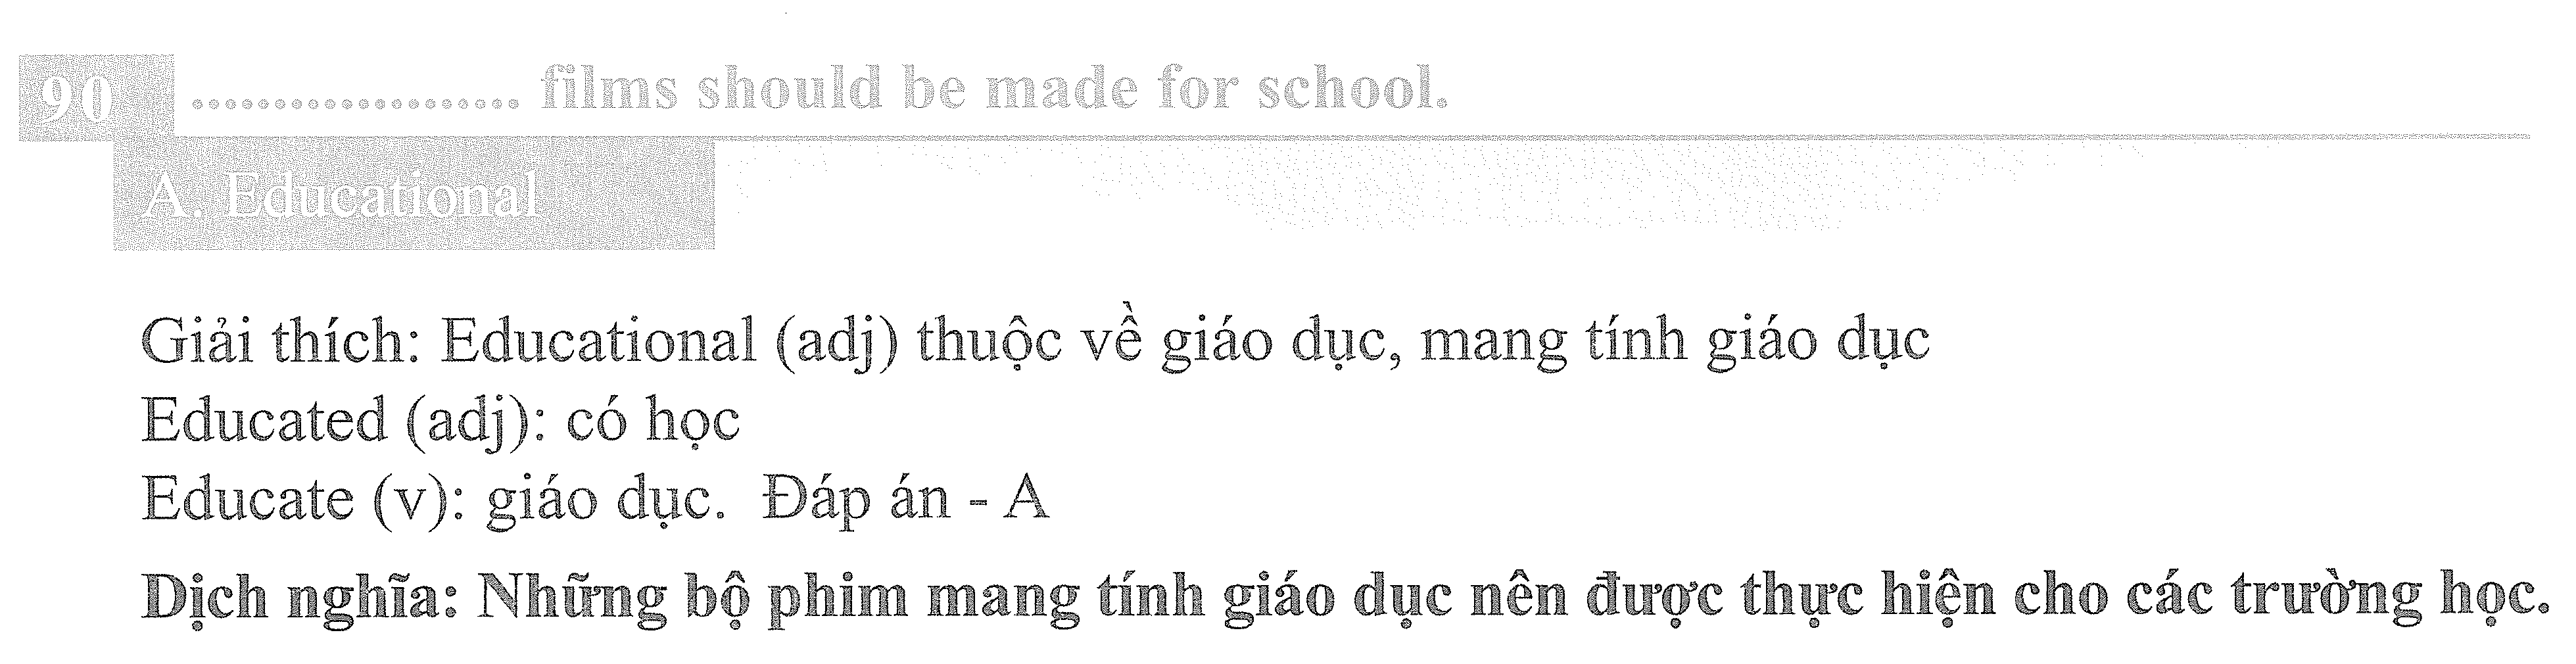 90 .................... films should be made for school.
A. Educational
Giải thích: Educational (adj) thuộc về giáo dục, mang tính giáo dục
Educated (adj): có học
Educate (v): giáo dục. Đáp án - A
Dịch nghĩa: Những bộ phim mang tính giáo dục nên được thực hiện cho các trường học.